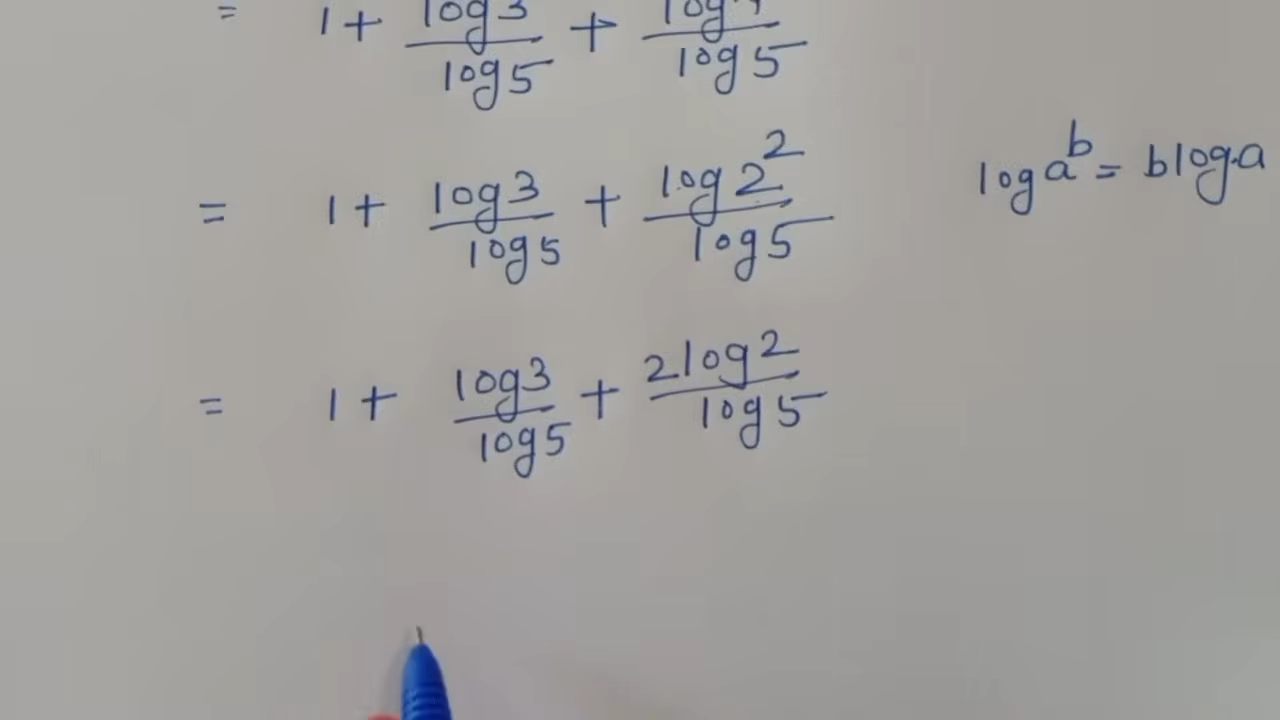 = 1 + log3/log5 + log4/log5
= 1 + log3/log5 + log2²/log5
log a^b = b log a
= 1 + log3/log5 + 2log2/log5